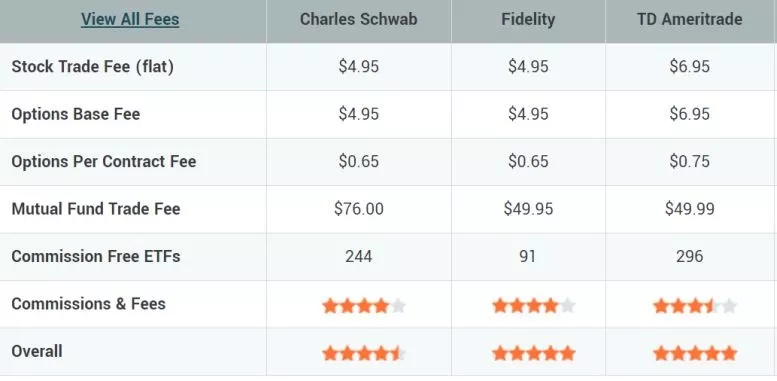 View All Fees Charles Schwab Fidelity TD Ameritrade
Stock Trade Fee (flat) $4.95 $4.95 $6.95
Options Base Fee $4.95 $4.95 $6.95
Options Per Contract Fee $0.65 $0.65 $0.75
Mutual Fund Trade Fee $76.00 $49.95 $49.99
Commission Free ETFs 244 91 296
Commissions & Fees
Overall